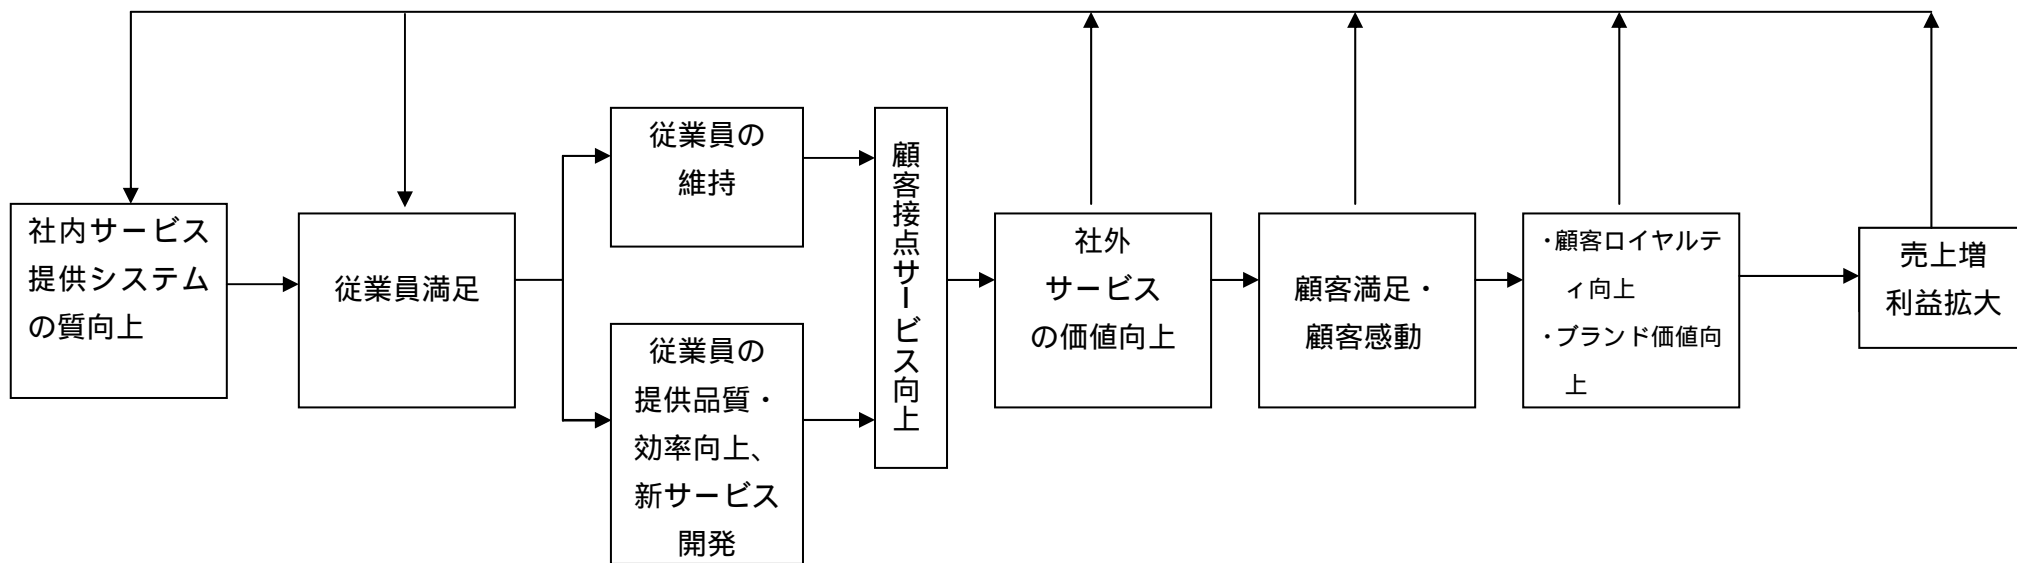 社内サービス
提供システム
の質向上
従業員満足
従業員の
維持
従業員の
提供品質・
効率向上、
新サービス
開発
顧客接点サービス向上
社外
サービス
の価値向上
顧客満足・
顧客感動
・顧客ロイヤルテ
ィ向上
・ブランド価値向
上
売上増
利益拡大